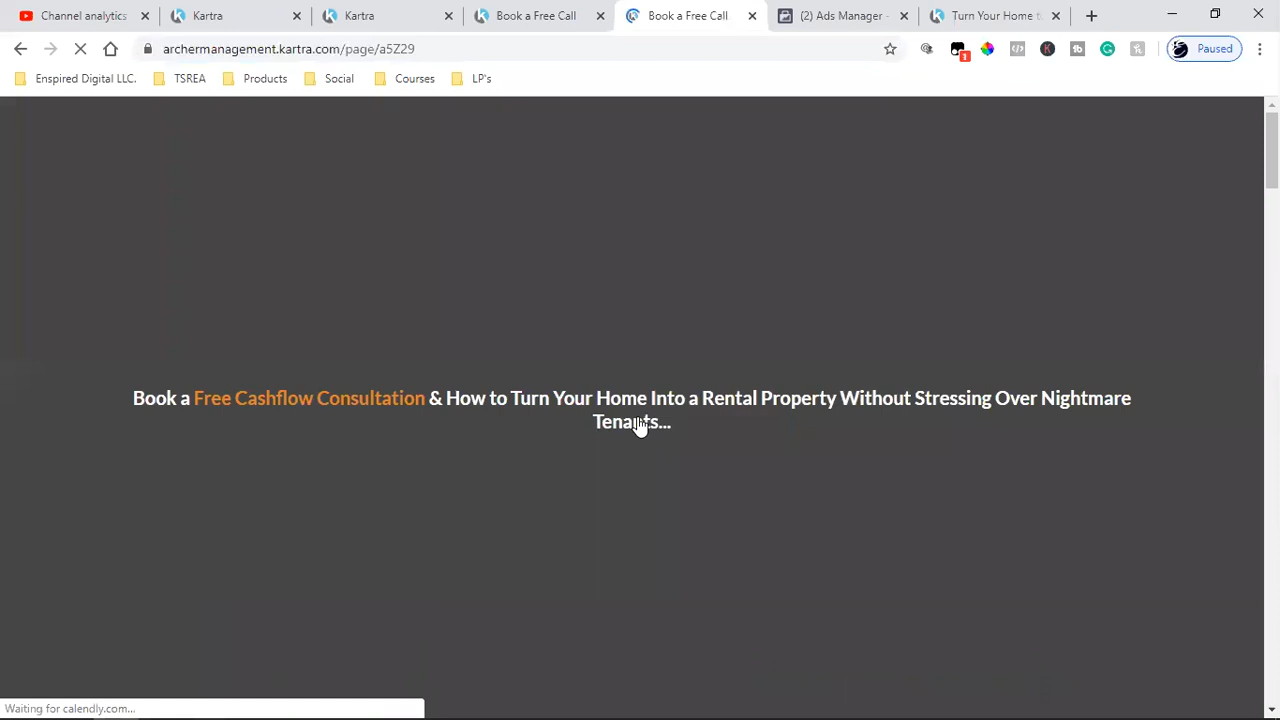 Channel analytics
Kartra
Kartra
Book a Free Call
Book a Free Call
(2) Ads Manager -
Turn Your Home t
archermanagement.kartra.com/page/a5Z29
Paused
Enspired Digital LLC.
TSREA
Products
Social
Courses
LP's
Book a Free Cashflow Consultation & How to Turn Your Home Into a Rental Property Without Stressing Over Nightmare
Tenants...
Waiting for calendly.com...